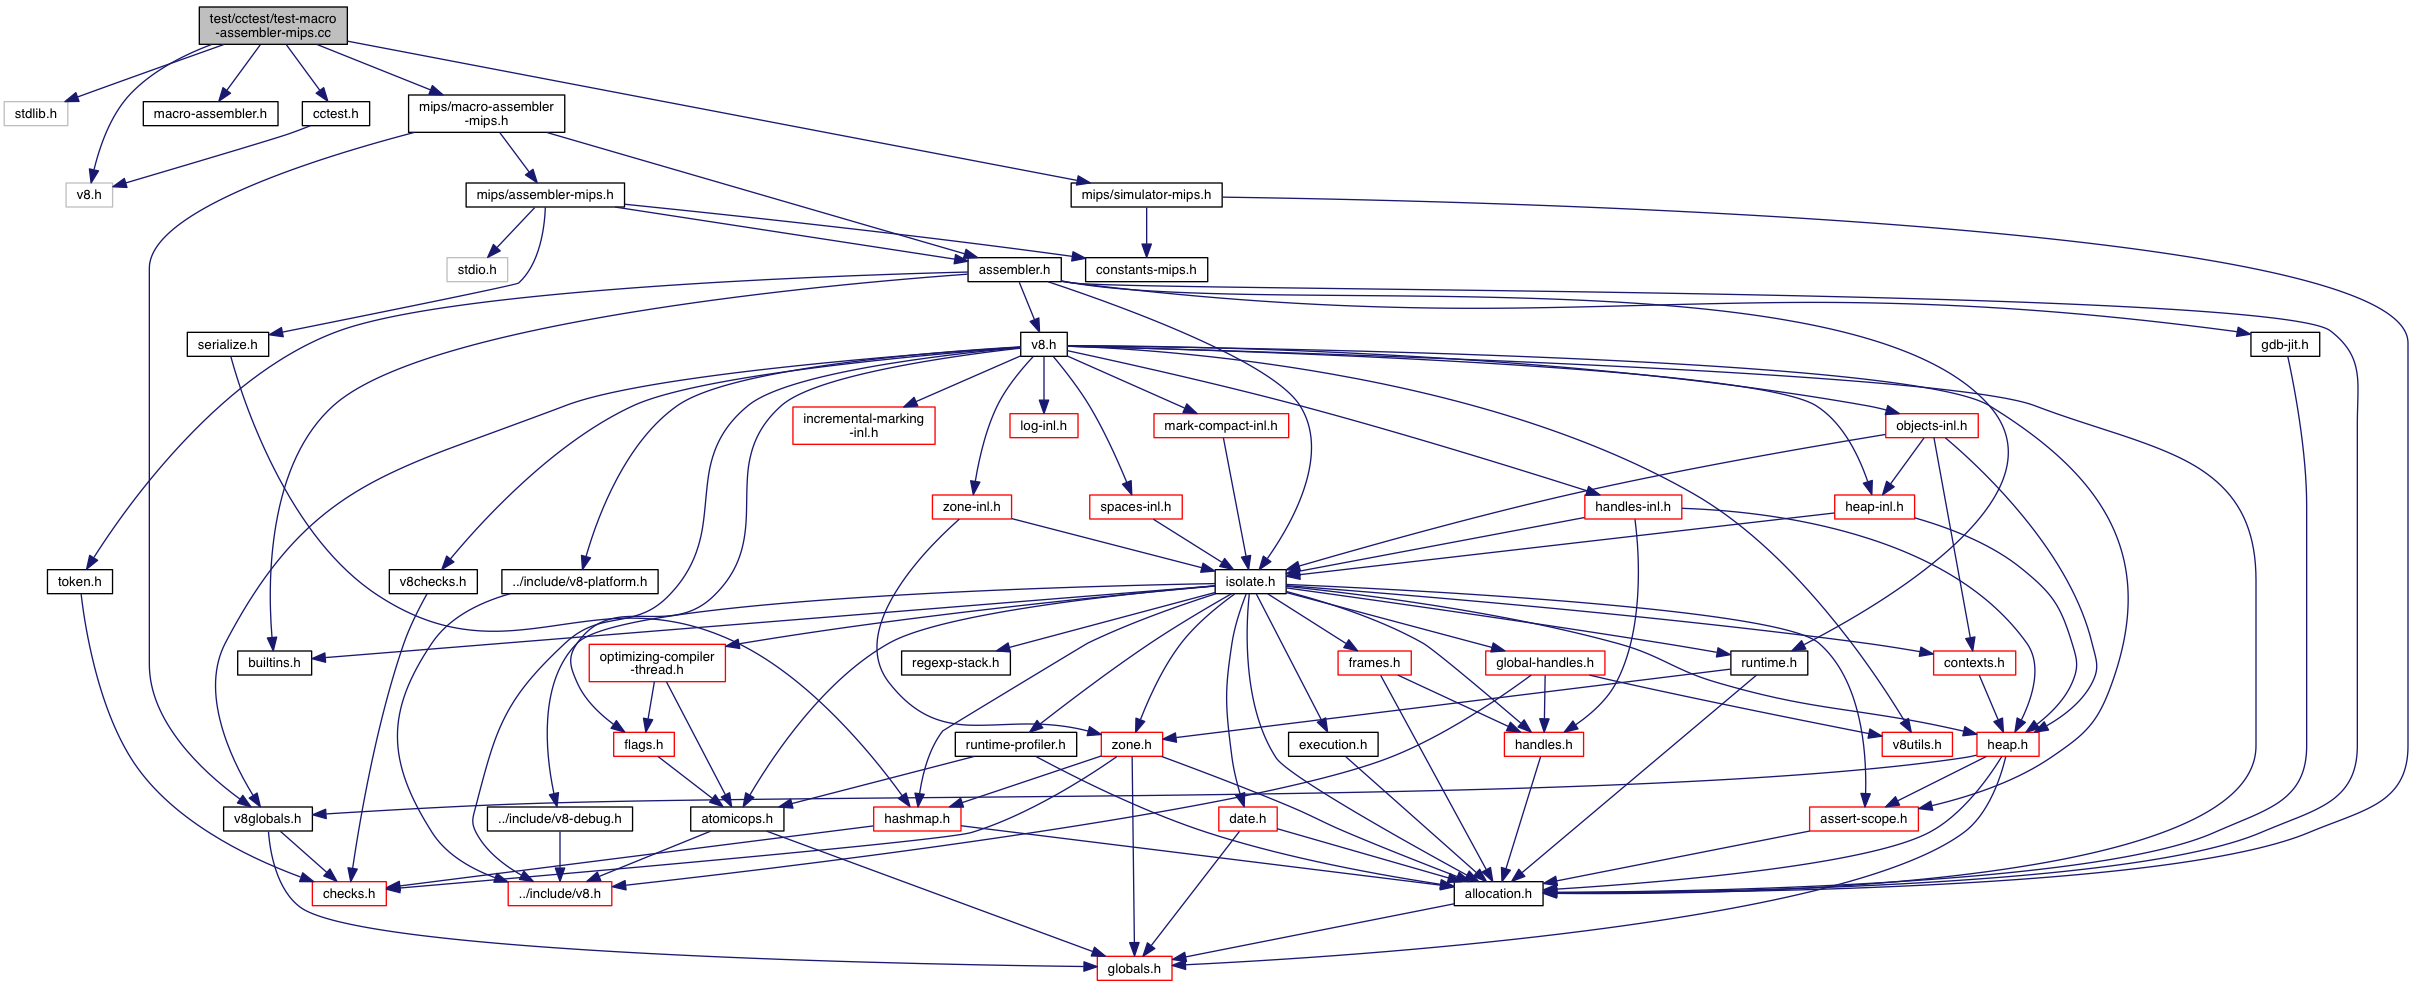 test/cctest/test-macro
-assembler-mips.cc
stdlib.h
macro-assembler.h
cctest.h
mips/macro-assembler
-mips.h
v8.h
mips/assembler-mips.h
mips/simulator-mips.h
stdio.h
assembler.h
constants-mips.h
serialize.h
v8.h
gdb-jit.h
incremental-marking
-inl.h
log-inl.h
mark-compact-inl.h
objects-inl.h
zone-inl.h
spaces-inl.h
handles-inl.h
heap-inl.h
token.h
v8checks.h
../include/v8-platform.h
isolate.h
builtins.h
optimizing-compiler
-thread.h
regexp-stack.h
frames.h
global-handles.h
runtime.h
contexts.h
flags.h
runtime-profiler.h
zone.h
execution.h
handles.h
v8utils.h
heap.h
v8globals.h
../include/v8-debug.h
atomicops.h
hashmap.h
date.h
assert-scope.h
checks.h
../include/v8.h
allocation.h
globals.h